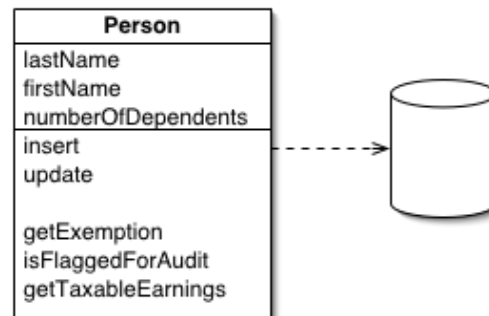 Person
lastName
firstName
numberOfDependents
insert
update
getExemption
isFlaggedForAudit
getTaxableEarnings